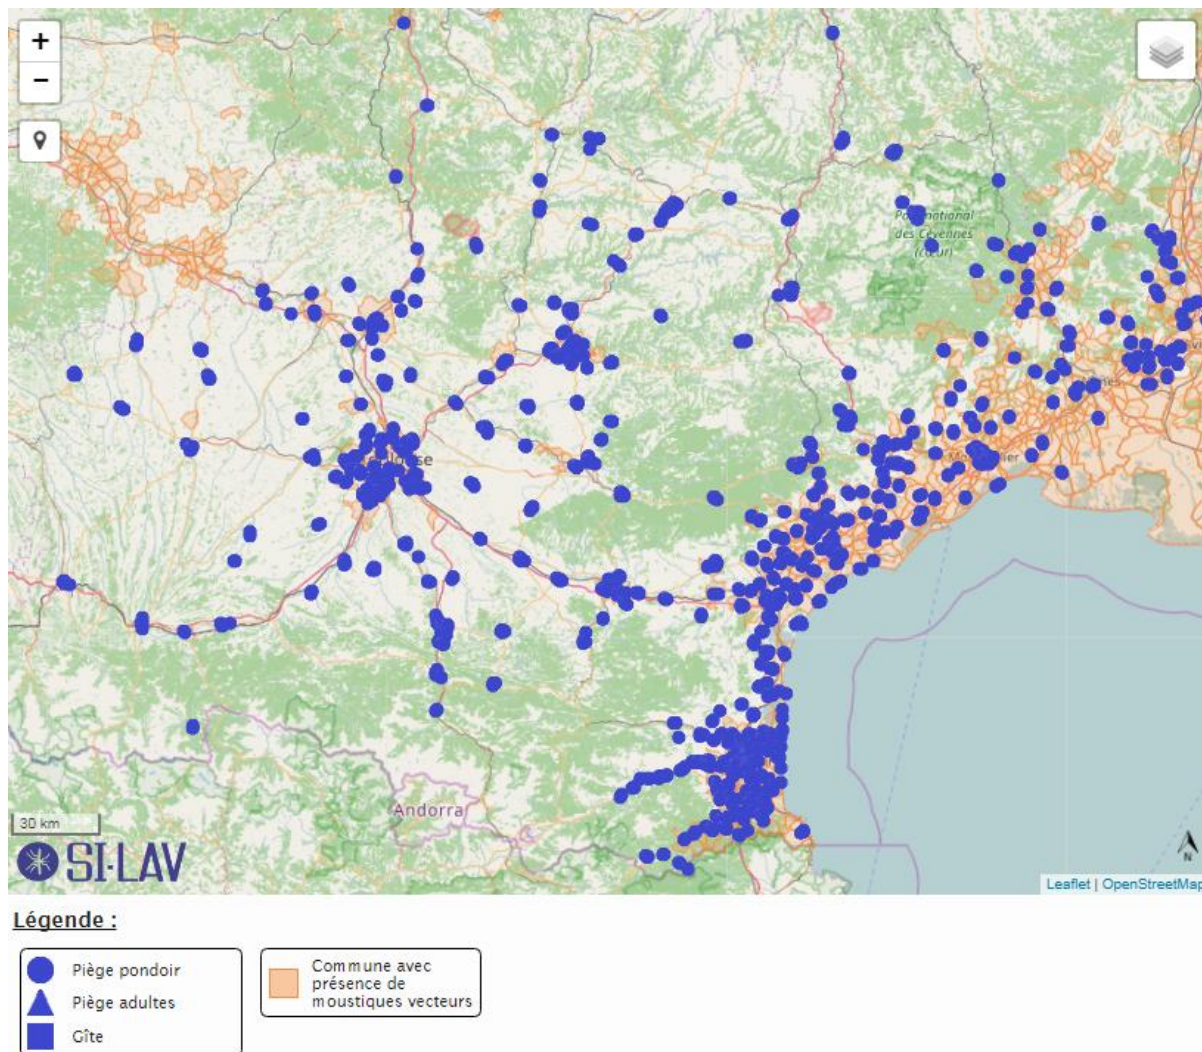 +
−
Parc national
des Cévennes
(cœur)
Andorra
30 km
SI-LAV
N
Leaflet | OpenStreetMap
Légende :
Piège pondoir
Piège adultes
Gîte
Commune avec
présence de
moustiques vecteurs